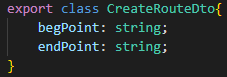 export class CreateRouteDto{
    begPoint: string;
    endPoint: string;
}